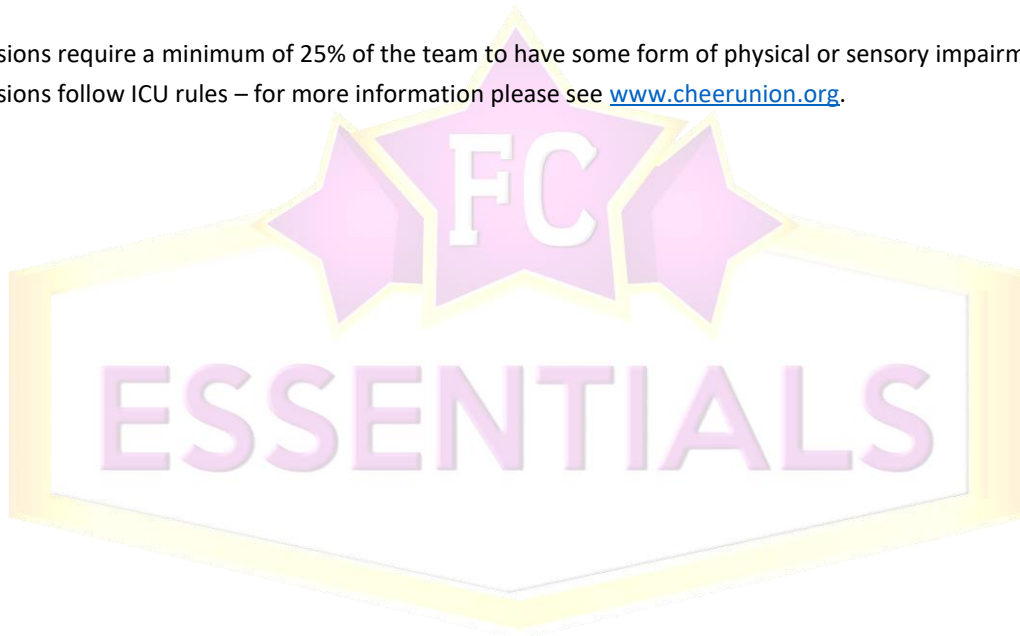 sions require a minimum of 25% of the team to have some form of physical or sensory impairm
sions follow ICU rules – for more information please see www.cheerunion.org.
FC
ESSENTIALS